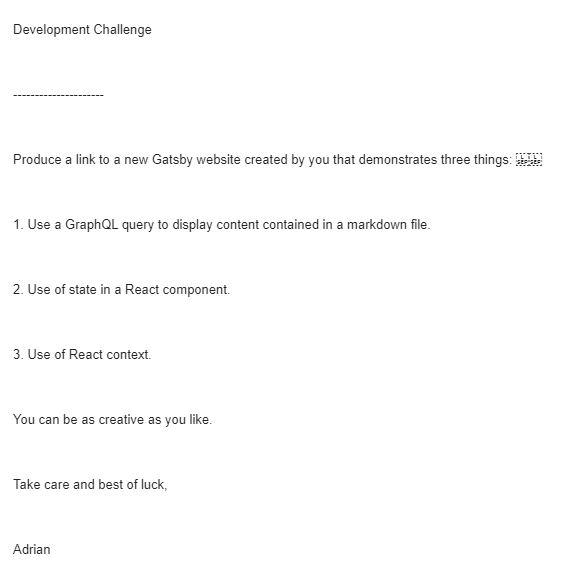 Development Challenge
---------------------
Produce a link to a new Gatsby website created by you that demonstrates three things:
1. Use a GraphQL query to display content contained in a markdown file.
2. Use of state in a React component.
3. Use of React context.
You can be as creative as you like.
Take care and best of luck,
Adrian